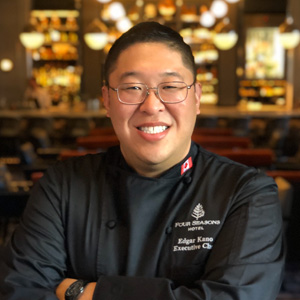 FOUR SEASONS
HOTEL
Edgar Kano
Executive Chef